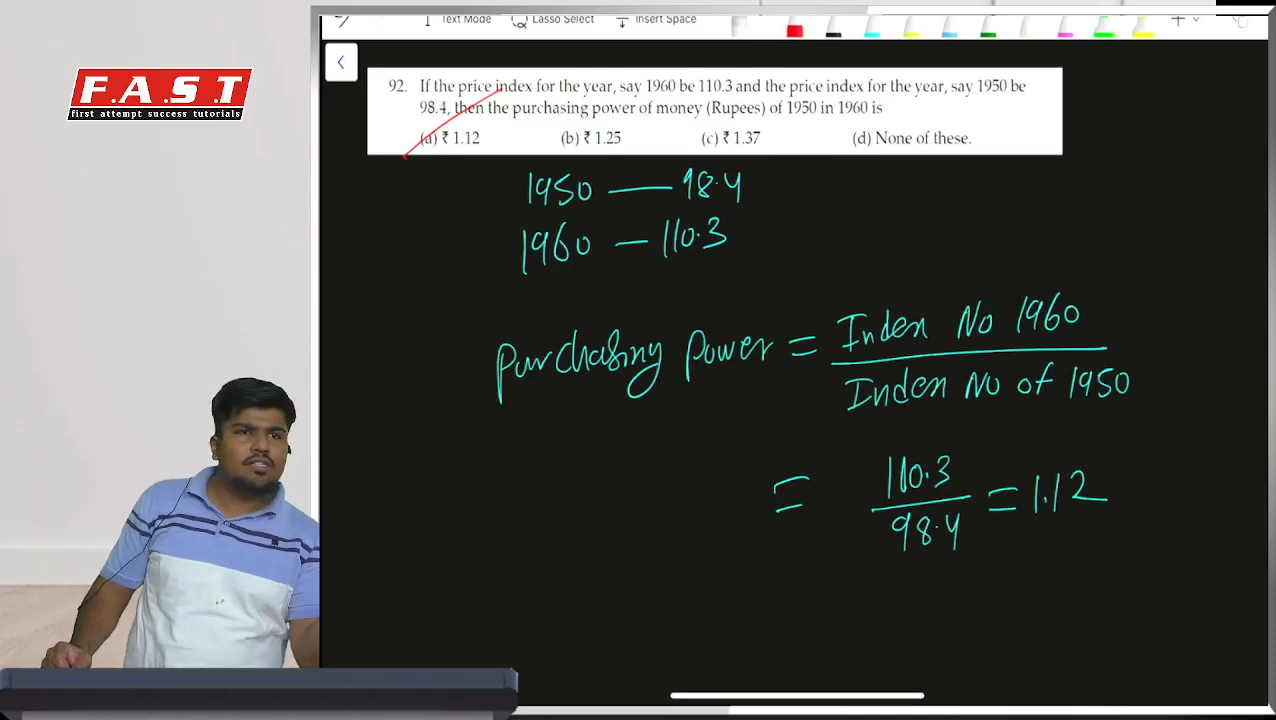 Text Mode
Lasso Select
Insert Space
F.A.S.T
first attempt success tutorials
92. If the price index for the year, say 1960 be 110.3 and the price index for the year, say 1950 be
98.4, then the purchasing power of money (Rupees) of 1950 in 1960 is
(a) ₹ 1.12 (b) ₹ 1.25 (c) ₹ 1.37 (d) None of these.
1950 — 98.4
1960 — 110.3
Purchasing Power = Index No 1960
Index No of 1950
= 110.3
98.4 = 1.12